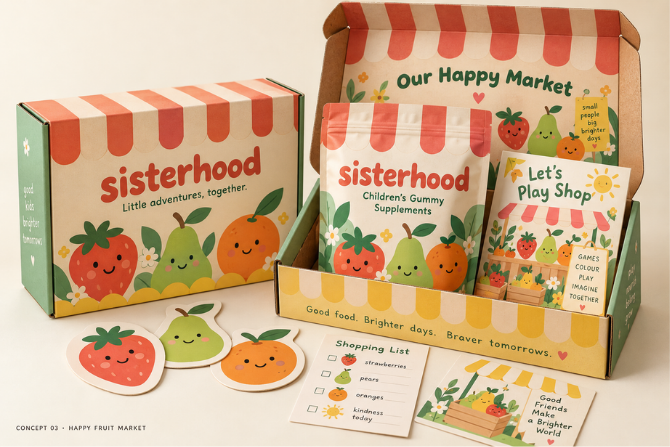 Our Happy Market
small
people
big
brighter
days
sisterhood
Little adventures, together.
good
brighter
tomorrows
sisterhood
Children's Gummy
Supplements
Let's
Play Shop
GAMES
COLOUR
PLAY
IMAGINE
TOGETHER
Good food. Brighter days. Braver tomorrows.
Shopping List
strawberries
pears
oranges
kindness
today
Good
Friends
Make
a Brighter
World
CONCEPT 03 • HAPPY FRUIT MARKET